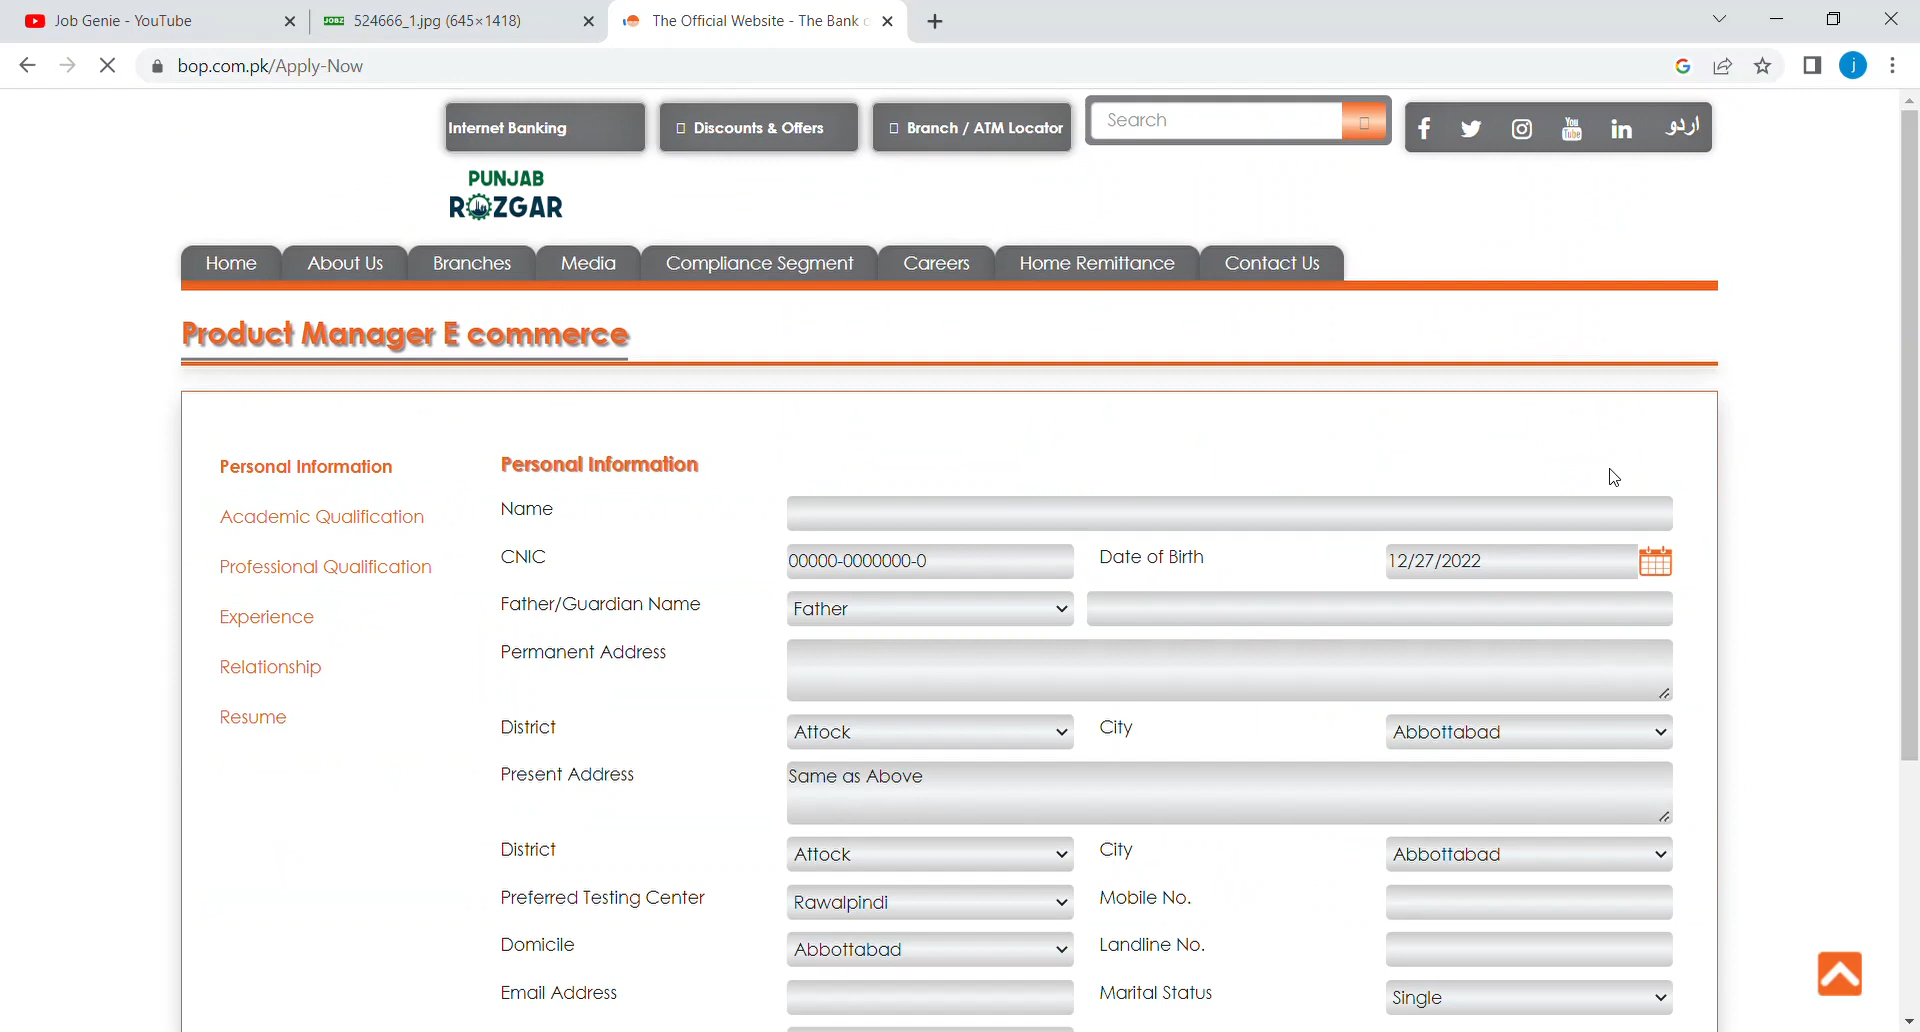 Job Genie - YouTube
JOBZ 524666_1.jpg (645×1418)
The Official Website - The Bank
bop.com.pk/Apply-Now
j
Internet Banking
Discounts & Offers
Branch / ATM Locator
Search
You Tube
in
اردو
PUNJAB
ROZGAR
Home
About Us
Branches
Media
Compliance Segment
Careers
Home Remittance
Contact Us
Product Manager E commerce
Personal Information
Academic Qualification
Professional Qualification
Experience
Relationship
Resume
Personal Information
Name
CNIC 00000-0000000-0 Date of Birth 12/27/2022
Father/Guardian Name Father
Permanent Address
District Attock City Abbottabad
Present Address Same as Above
District Attock City Abbottabad
Preferred Testing Center Rawalpindi Mobile No.
Domicile Abbottabad Landline No.
Email Address Marital Status Single